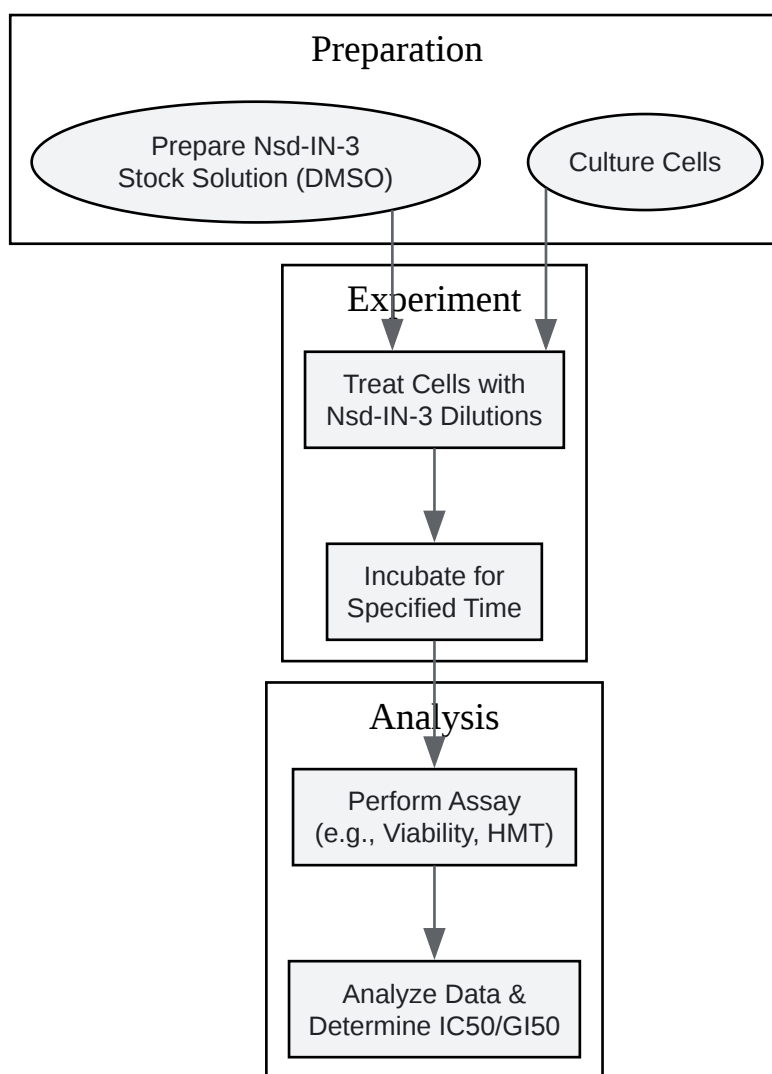 Preparation
Prepare Nsd-IN-3
Stock Solution (DMSO)
Culture Cells
Experiment
Treat Cells with
Nsd-IN-3 Dilutions
Incubate for
Specified Time
Analysis
Perform Assay
(e.g., Viability, HMT)
Analyze Data &
Determine IC50/GI50